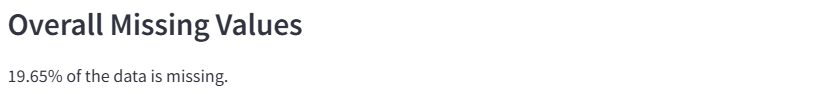 Overall Missing Values
19.65% of the data is missing.